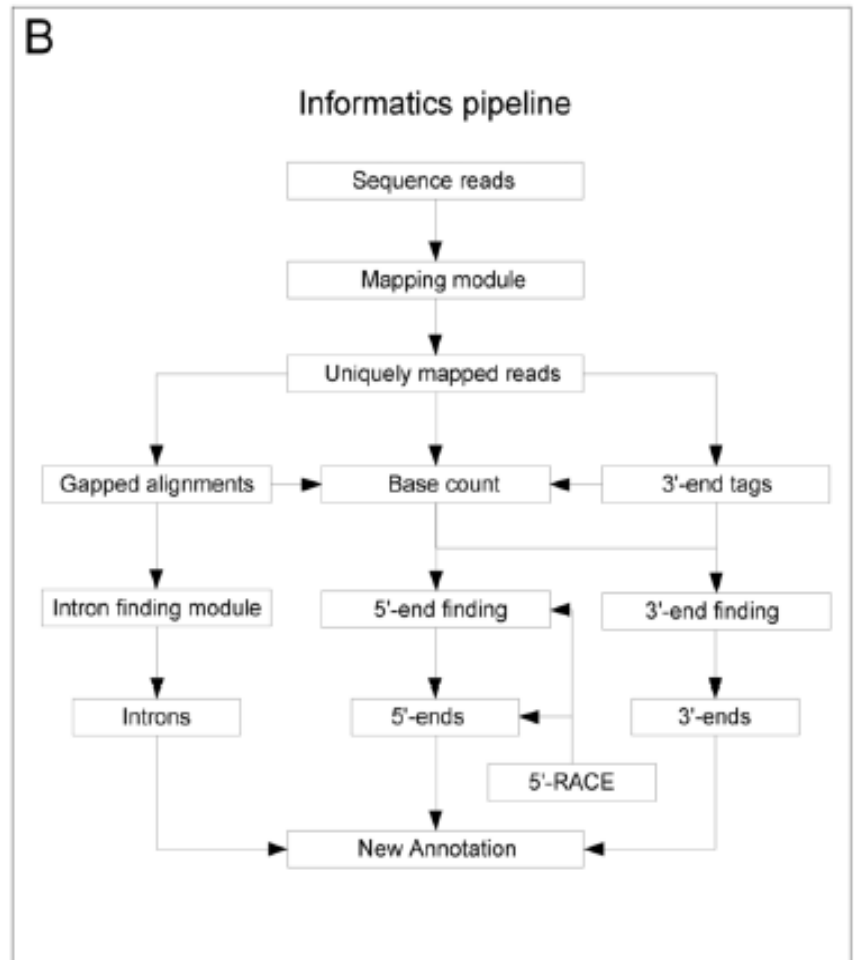 B
Informatics pipeline
Sequence reads
Mapping module
Uniquely mapped reads
Gapped alignments
Base count
3'-end tags
Intron finding module
5'-end finding
3'-end finding
Introns
5'-ends
3'-ends
5'-RACE
New Annotation